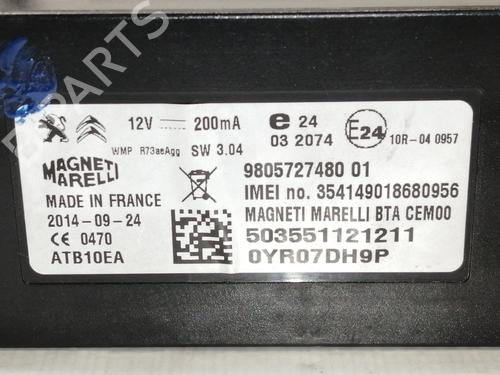 B-PARTS
12V 200mA
WMP R73aeAgg SW 3.04
e 24
03 2074
E24
10R-04 0957
MAGNETI
MARELLI
MADE IN FRANCE
2014-09-24
CE 0470
ATB10EA
9805727480 01
IMEI no. 354149018680956
MAGNETI MARELLI BTA CEM00
503551121211
0YR07DH9P